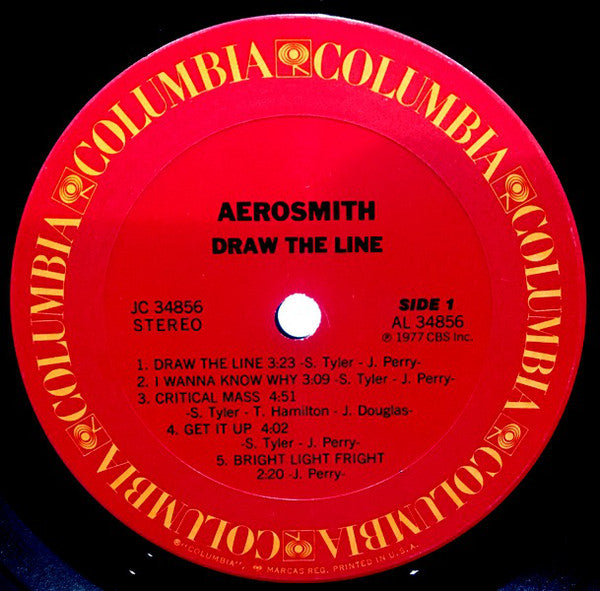 COLUMBIA COLUMBIA COLUMBIA COLUMBIA COLUMBIA COLUMBIA
AEROSMITH
DRAW THE LINE
JC 34856
STEREO
SIDE 1
AL 34856
℗ 1977 CBS Inc.
1. DRAW THE LINE 3:23 -S. Tyler - J. Perry-
2. I WANNA KNOW WHY 3:09 -S. Tyler - J. Perry-
3. CRITICAL MASS 4:51
-S. Tyler - T. Hamilton - J. Douglas-
4. GET IT UP 4:02
-S. Tyler - J. Perry-
5. BRIGHT LIGHT FRIGHT
2:20 -J. Perry-
®"COLUMBIA", MARCAS REG. PRINTED IN U.S.A.